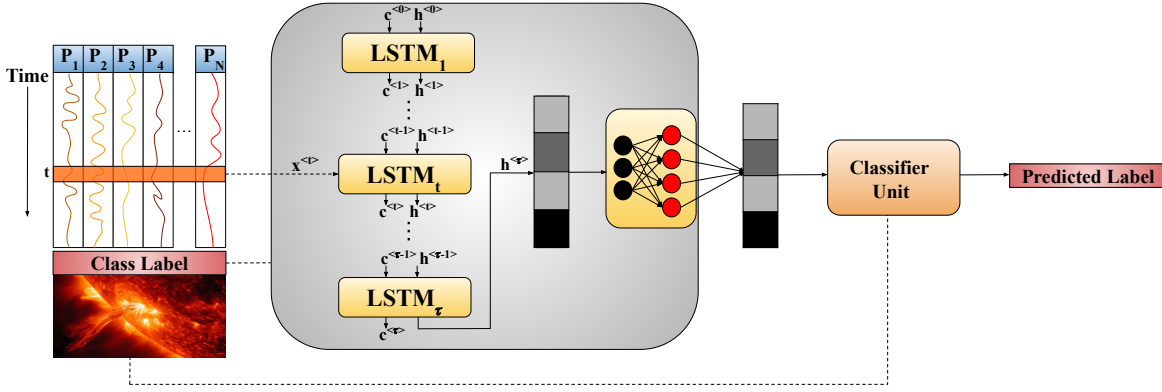 P1 P2 P3 P4 PN
Time
...
t
Class Label
c<0> h<0>
LSTM1
c<1> h<1>
c<t-1> h<t-1>
x<t>
LSTMt
c<t> h<t>
c<τ-1> h<τ-1>
LSTMτ
c<τ>
h<τ>
Classifier
Unit
Predicted Label